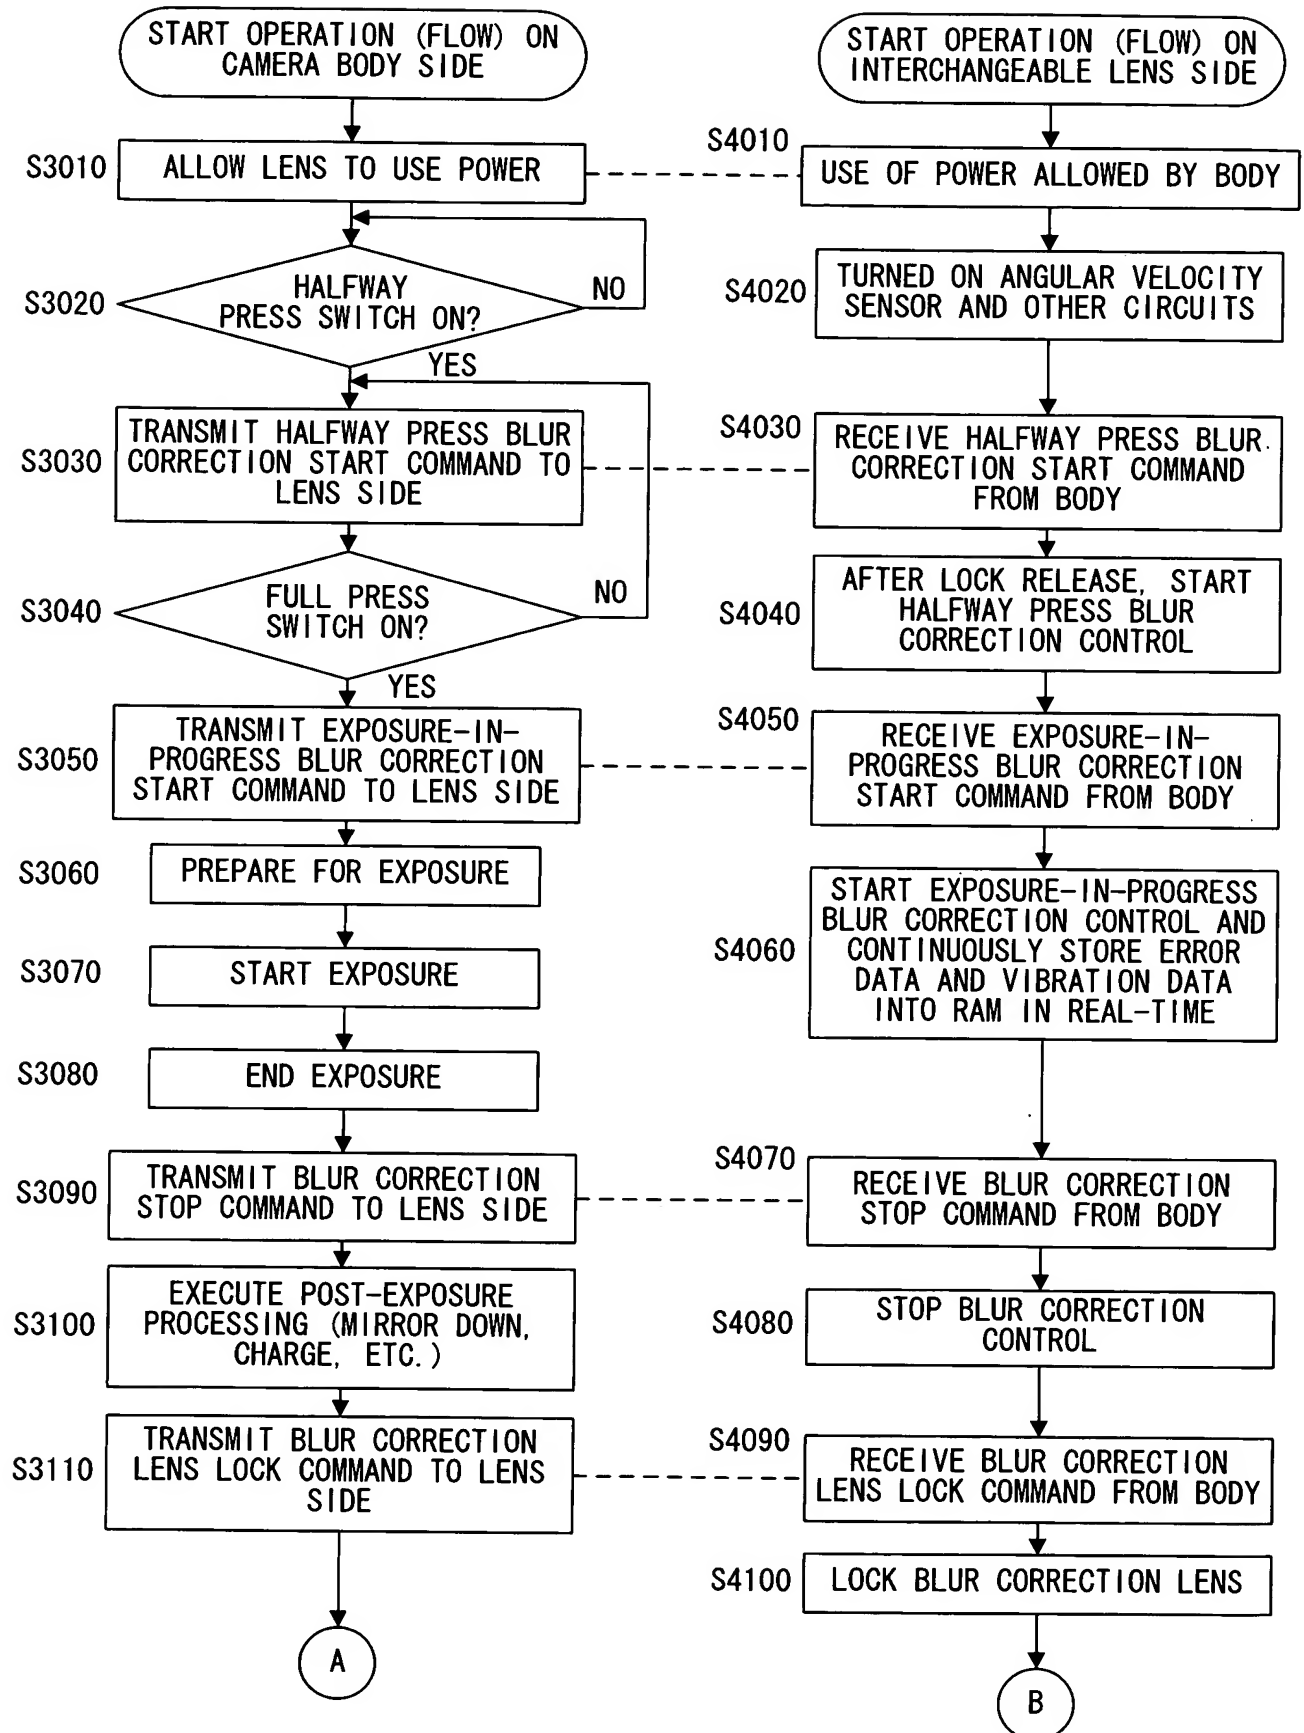 START OPERATION (FLOW) ON
CAMERA BODY SIDE
S3010
ALLOW LENS TO USE POWER
S3020
HALFWAY
PRESS SWITCH ON?
NO
YES
S3030
TRANSMIT HALFWAY PRESS BLUR
CORRECTION START COMMAND TO
LENS SIDE
S3040
FULL PRESS
SWITCH ON?
NO
YES
S3050
TRANSMIT EXPOSURE-IN-
PROGRESS BLUR CORRECTION
START COMMAND TO LENS SIDE
S3060
PREPARE FOR EXPOSURE
S3070
START EXPOSURE
S3080
END EXPOSURE
S3090
TRANSMIT BLUR CORRECTION
STOP COMMAND TO LENS SIDE
S3100
EXECUTE POST-EXPOSURE
PROCESSING (MIRROR DOWN,
CHARGE, ETC.)
S3110
TRANSMIT BLUR CORRECTION
LENS LOCK COMMAND TO LENS
SIDE
A
START OPERATION (FLOW) ON
INTERCHANGEABLE LENS SIDE
S4010
USE OF POWER ALLOWED BY BODY
S4020
TURNED ON ANGULAR VELOCITY
SENSOR AND OTHER CIRCUITS
S4030
RECEIVE HALFWAY PRESS BLUR
CORRECTION START COMMAND
FROM BODY
S4040
AFTER LOCK RELEASE, START
HALFWAY PRESS BLUR
CORRECTION CONTROL
S4050
RECEIVE EXPOSURE-IN-
PROGRESS BLUR CORRECTION
START COMMAND FROM BODY
S4060
START EXPOSURE-IN-PROGRESS
BLUR CORRECTION CONTROL AND
CONTINUOUSLY STORE ERROR
DATA AND VIBRATION DATA
INTO RAM IN REAL-TIME
S4070
RECEIVE BLUR CORRECTION
STOP COMMAND FROM BODY
S4080
STOP BLUR CORRECTION
CONTROL
S4090
RECEIVE BLUR CORRECTION
LENS LOCK COMMAND FROM BODY
S4100
LOCK BLUR CORRECTION LENS
B